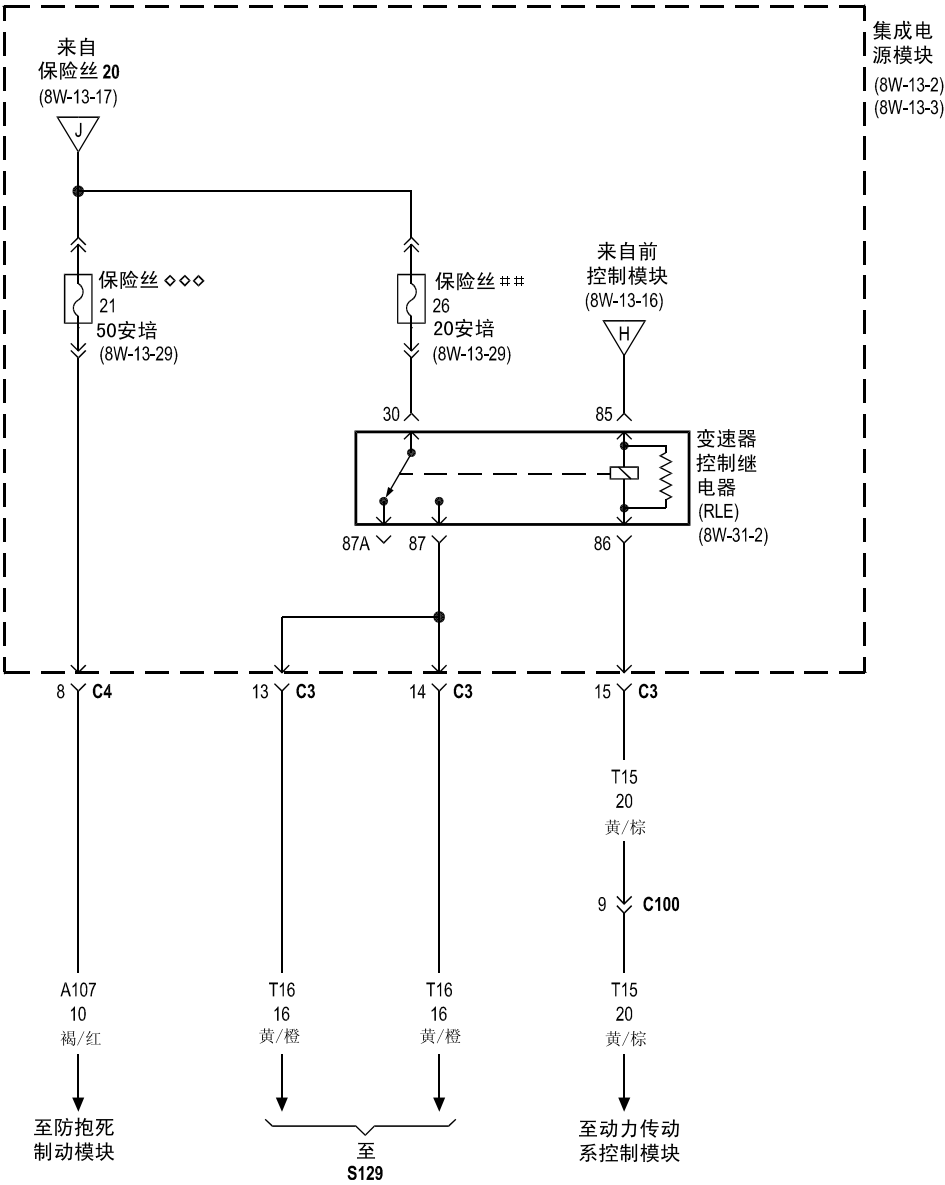 集成电
源模块
(8W-13-2)
(8W-13-3)
来自
保险丝 20
(8W-13-17)
J
保险丝 ◇◇◇
21
50安培
(8W-13-29)
保险丝 ⌗⌗
26
20安培
(8W-13-29)
来自前
控制模块
(8W-13-16)
H
30
85
变速器
控制继
电器
(RLE)
(8W-31-2)
87A
87
86
8 C4
13 C3
14 C3
15 C3
T15
20
黄/棕
9 C100
A107
10
褐/红
T16
16
黄/橙
T16
16
黄/橙
T15
20
黄/棕
至防抱死
制动模块
至
S129
至动力传动
系控制模块